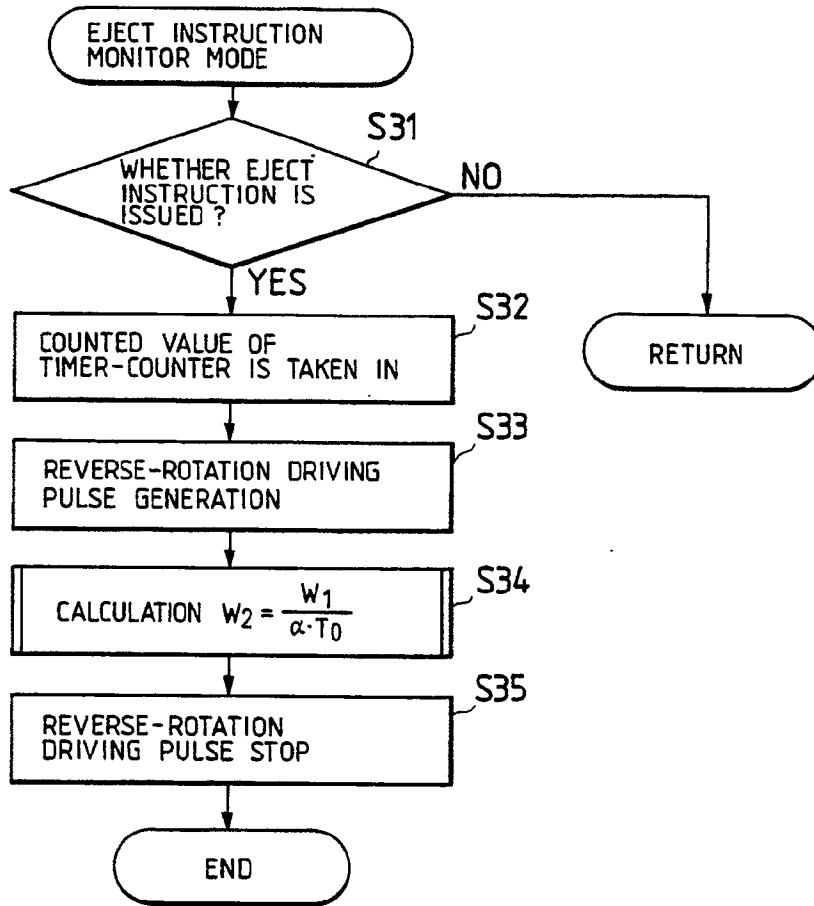 EJECT INSTRUCTION
MONITOR MODE
S31
WHETHER EJECT
INSTRUCTION IS
ISSUED ?
NO
YES
S32
COUNTED VALUE OF
TIMER-COUNTER IS TAKEN IN
RETURN
S33
REVERSE-ROTATION DRIVING
PULSE GENERATION
S34
CALCULATION W2 = W1 / α·T0
S35
REVERSE-ROTATION
DRIVING PULSE STOP
END